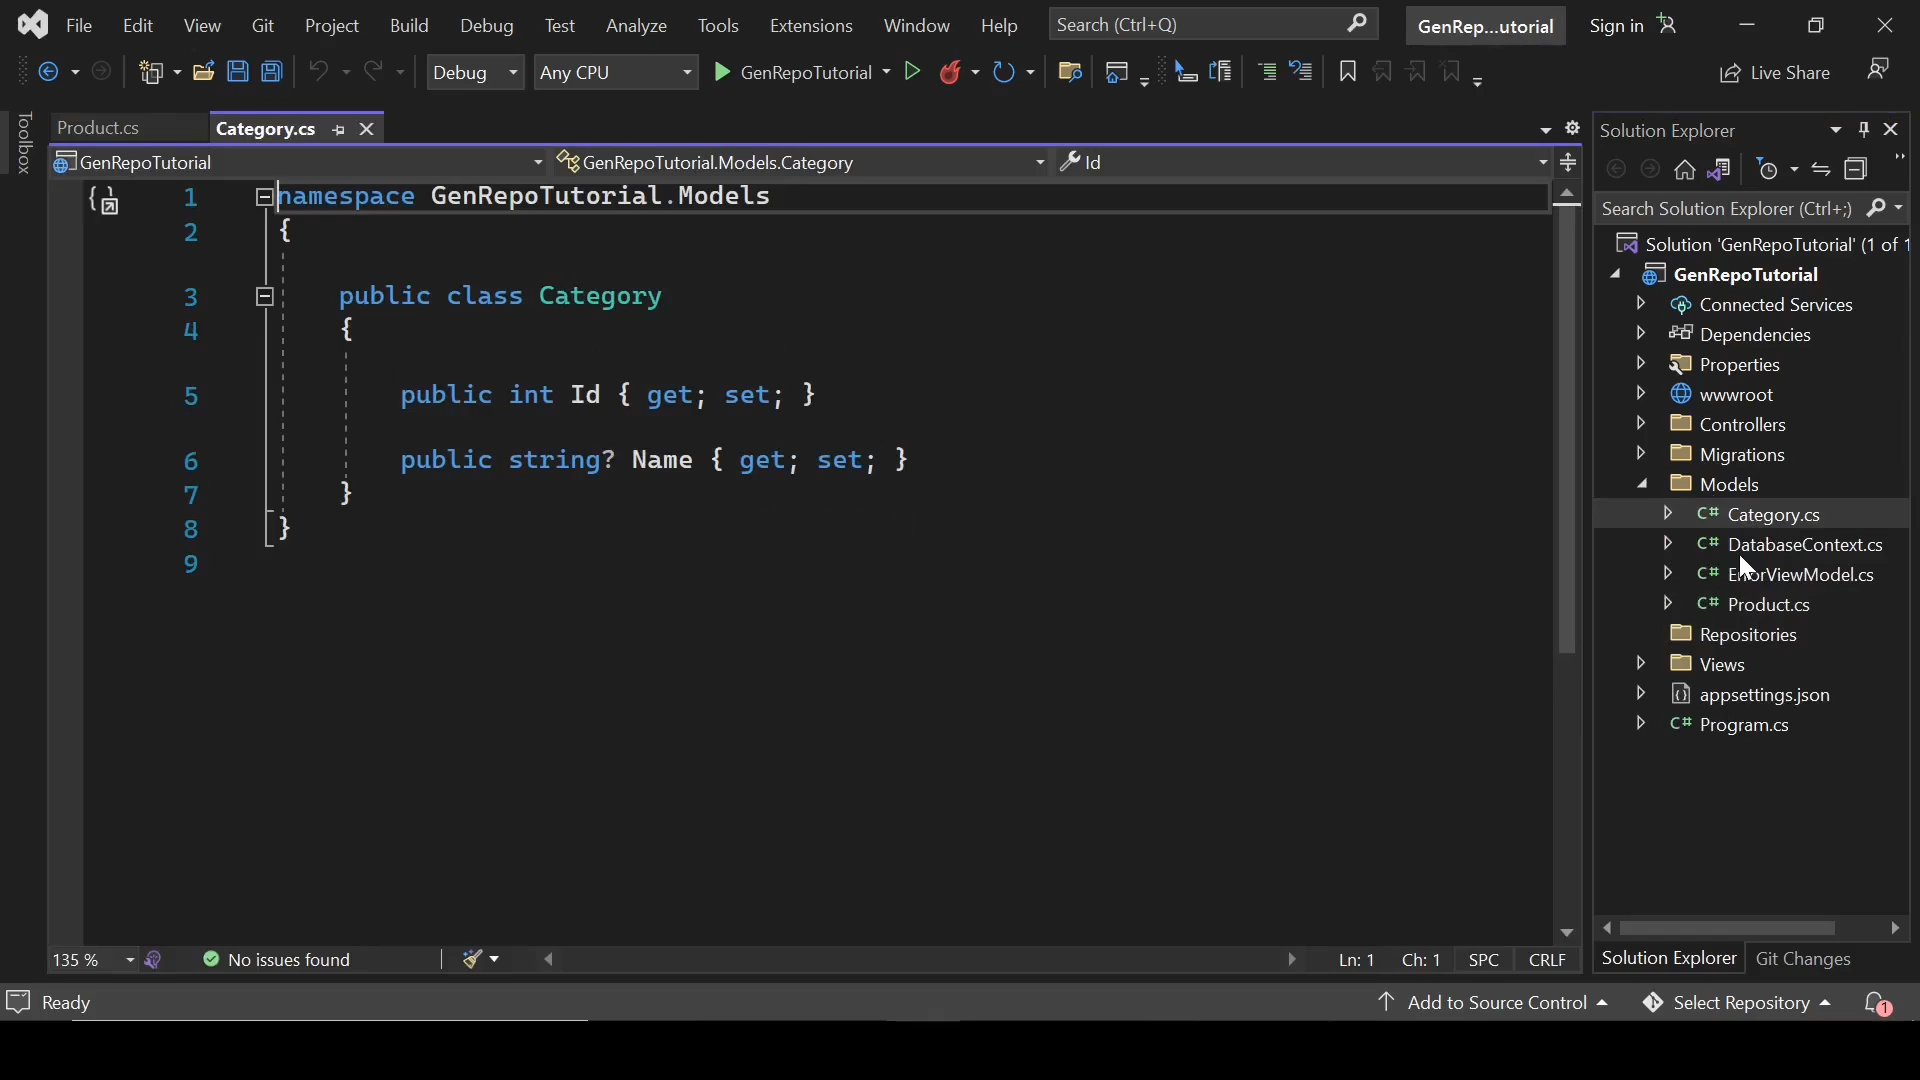 File Edit View Git Project Build Debug Test Analyze Tools Extensions Window Help Search (Ctrl+Q) GenRep...utorial Sign in
Debug Any CPU GenRepoTutorial Live Share
Toolbox
Product.cs Category.cs
GenRepoTutorial GenRepoTutorial.Models.Category Id
1 namespace GenRepoTutorial.Models
2 {
3 public class Category
4 {
5 public int Id { get; set; }
6 public string? Name { get; set; }
7 }
8 }
9
135 % No issues found Ln: 1 Ch: 1 SPC CRLF
Solution Explorer
Search Solution Explorer (Ctrl+;)
Solution 'GenRepoTutorial' (1 of 1
GenRepoTutorial
Connected Services
Dependencies
Properties
wwwroot
Controllers
Migrations
Models
C# Category.cs
C# DatabaseContext.cs
C# ErrorViewModel.cs
C# Product.cs
Repositories
Views
appsettings.json
C# Program.cs
Solution Explorer Git Changes
Ready Add to Source Control Select Repository 1